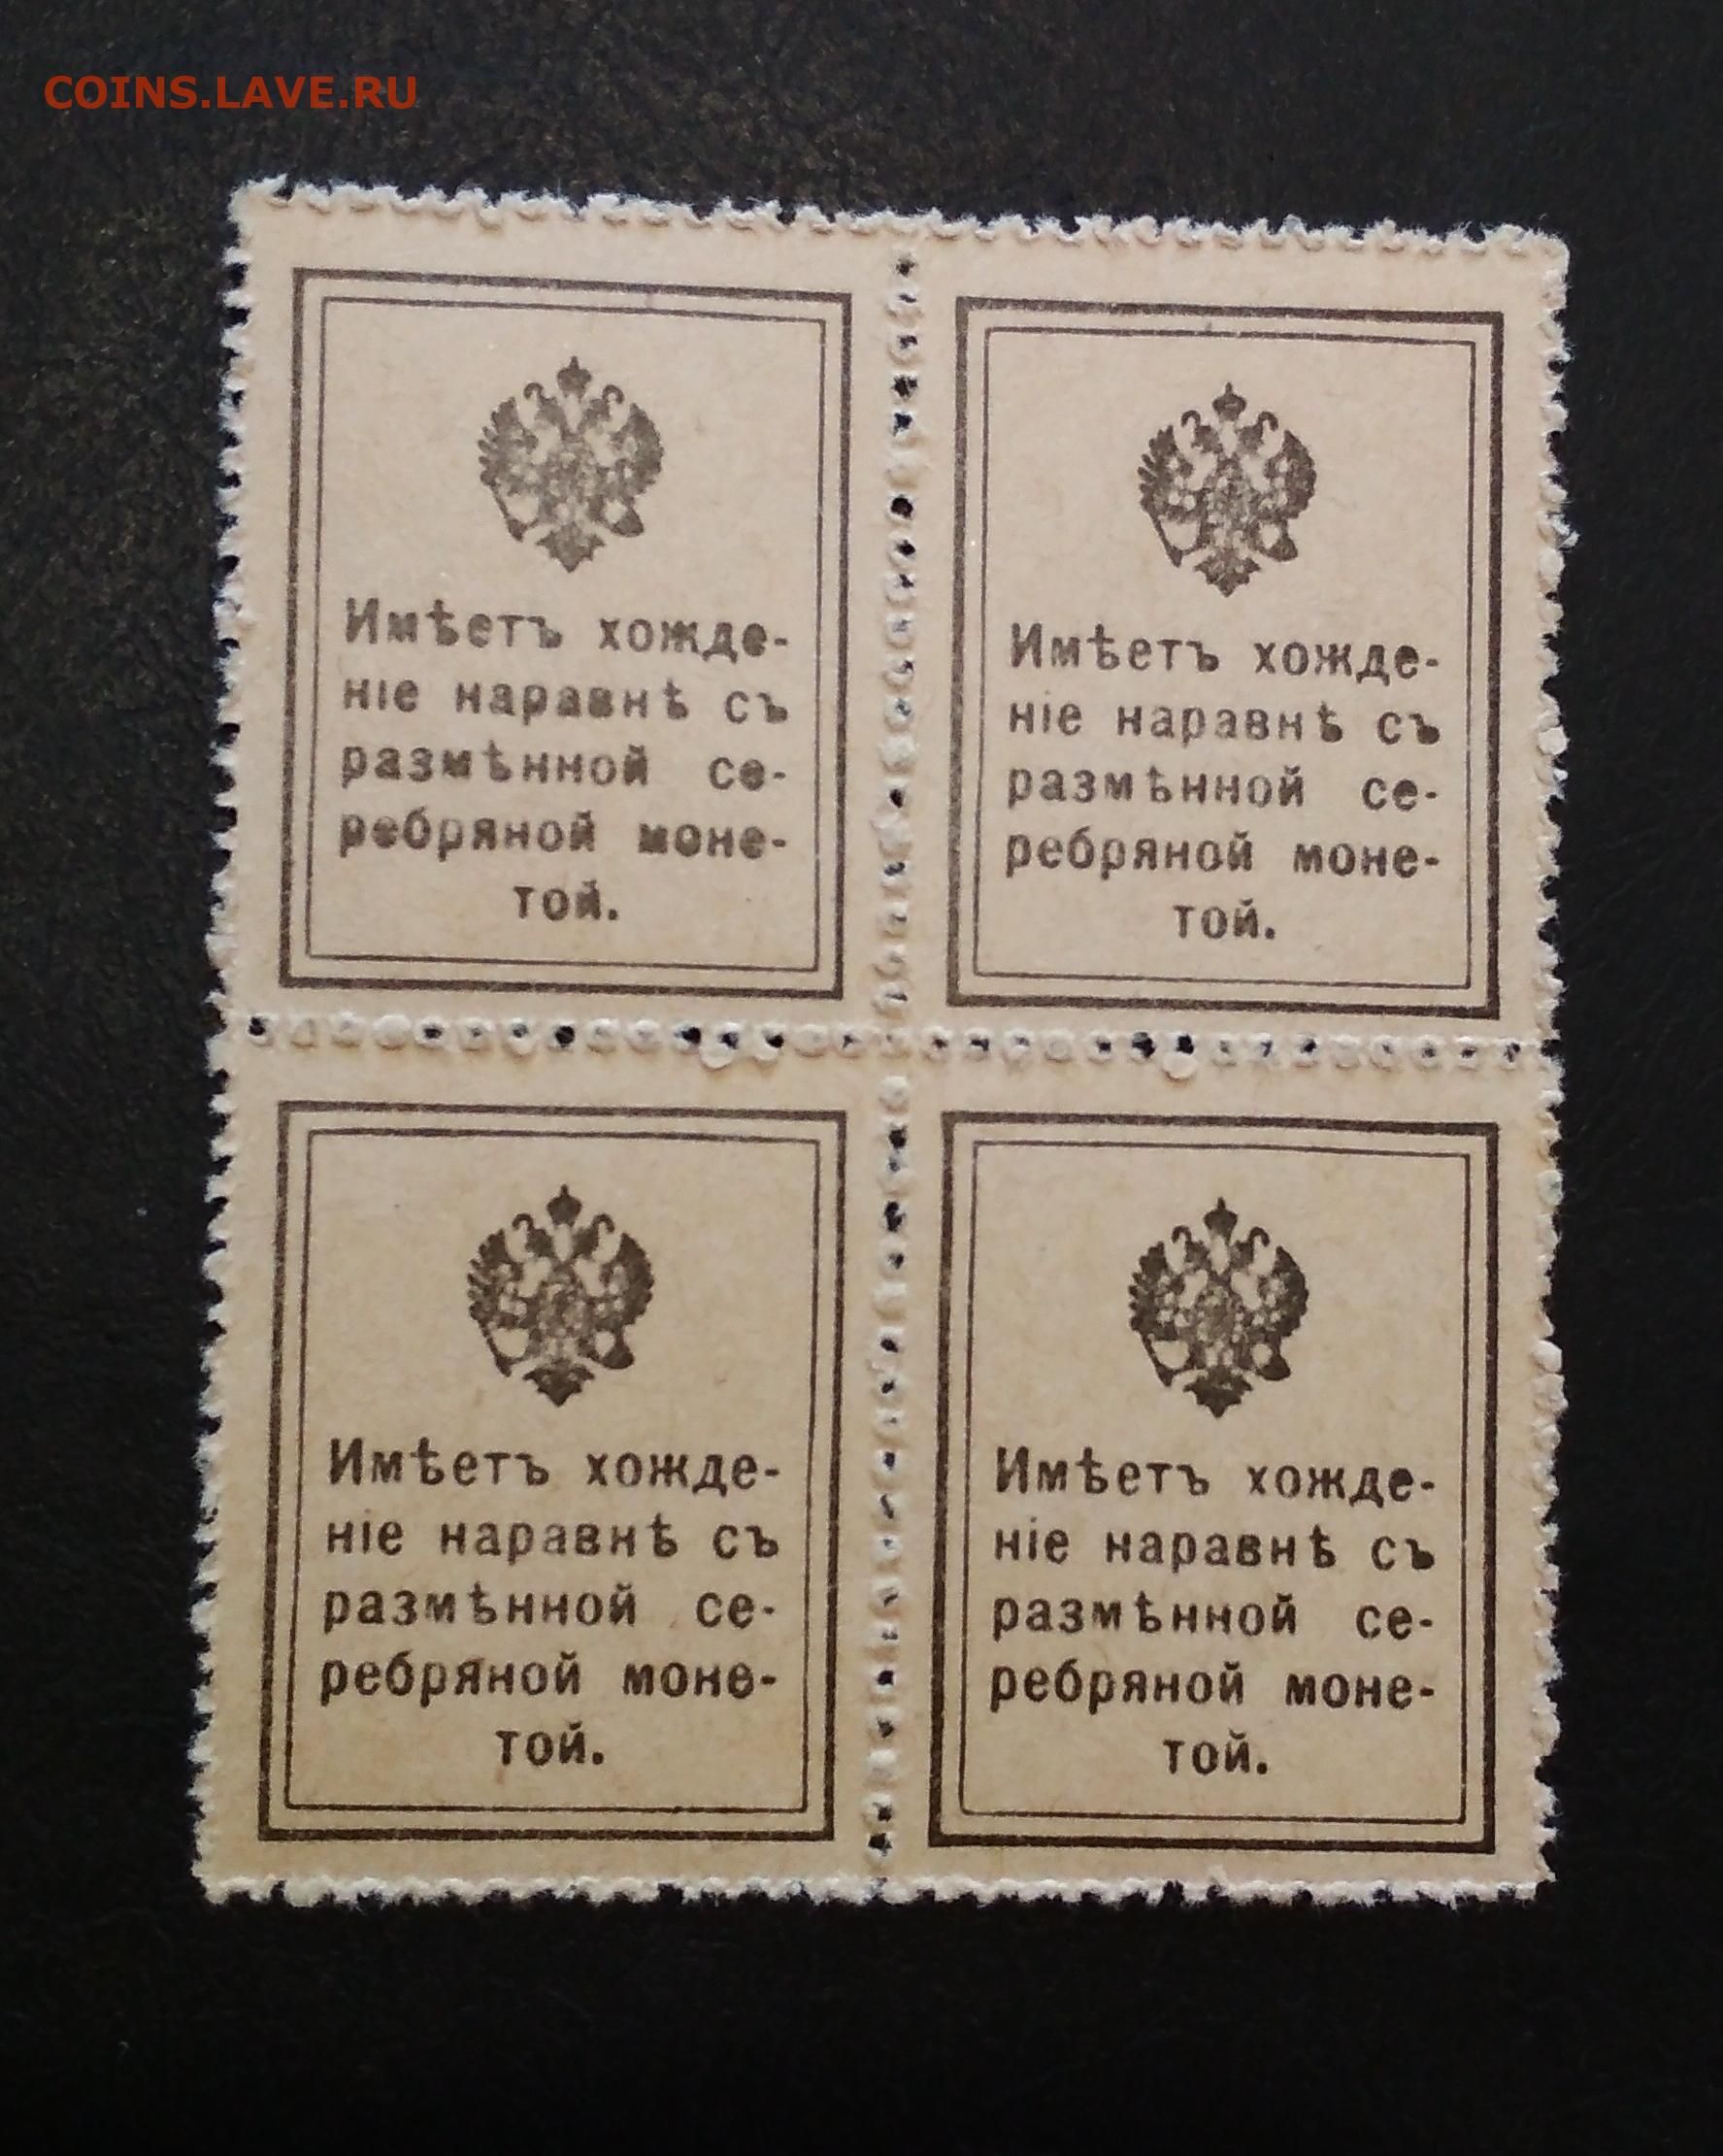 COINS.LAVE.RU
Имѣетъ хожде-
ніе наравнѣ съ
размѣнной се-
ребряной моне-
той.
Имѣетъ хожде-
ніе наравнѣ съ
размѣнной се-
ребряной моне-
той.
Имѣетъ хожде-
ніе наравнѣ съ
размѣнной се-
ребряной моне-
той.
Имѣетъ хожде-
ніе наравнѣ съ
размѣнной се-
ребряной моне-
той.